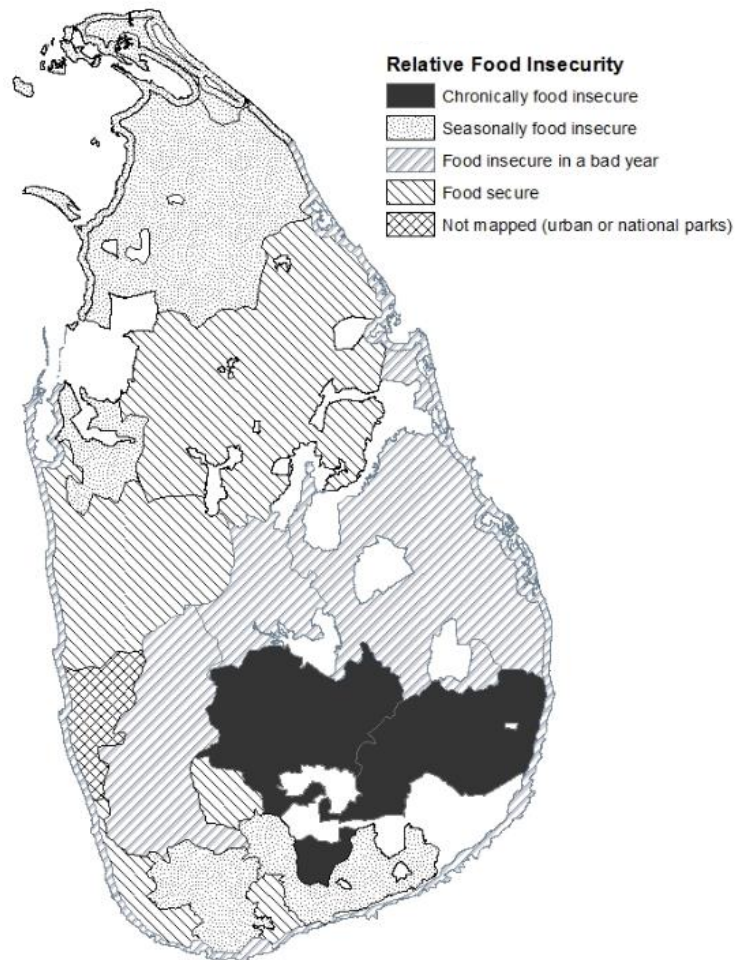 Relative Food Insecurity
Chronically food insecure
Seasonally food insecure
Food insecure in a bad year
Food secure
Not mapped (urban or national parks)